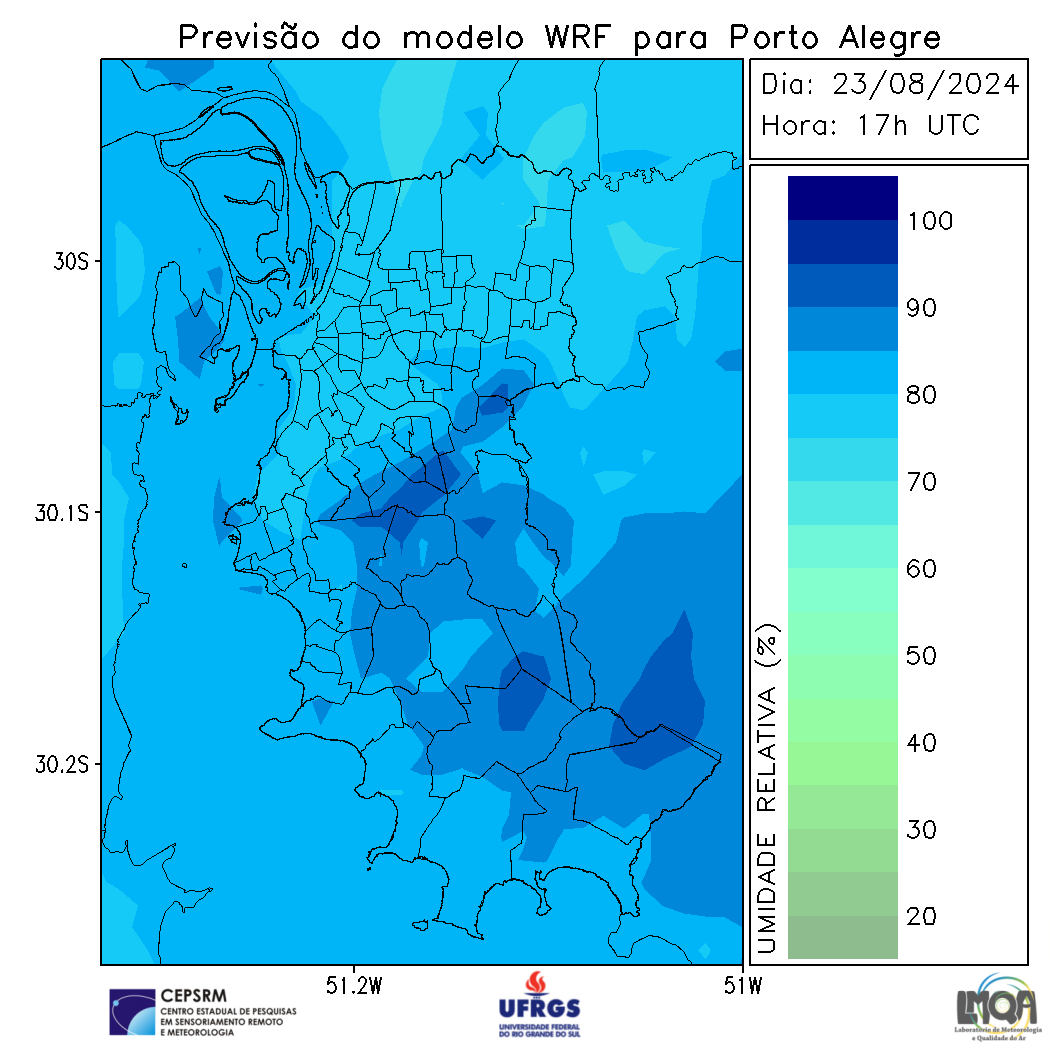 Previsão do modelo WRF para Porto Alegre
Dia: 23/08/2024
Hora: 17h UTC
30S
30.1S
30.2S
51.2W
51W
100
90
80
70
60
50
40
30
20
UMIDADE RELATIVA (%)
CEPSRM
CENTRO ESTADUAL DE PESQUISAS
EM SENSORIAMENTO REMOTO
E METEOROLOGIA
UFRGS
UNIVERSIDADE FEDERAL
DO RIO GRANDE DO SUL
LMQA
Laboratório de Meteorologia
e Qualidade do Ar